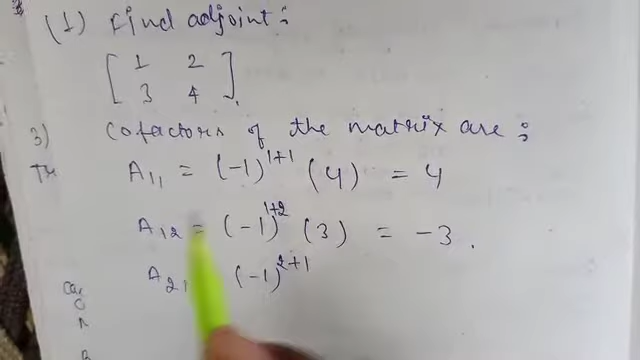 (1) Find adjoint:
[ 1 2
3 4 ].
3) Cofactors of the matrix are:
A₁₁ = (-1)¹⁺¹ (4) = 4
A₁₂ = (-1)¹⁺² (3) = -3.
A₂₁ (-1)²⁺¹